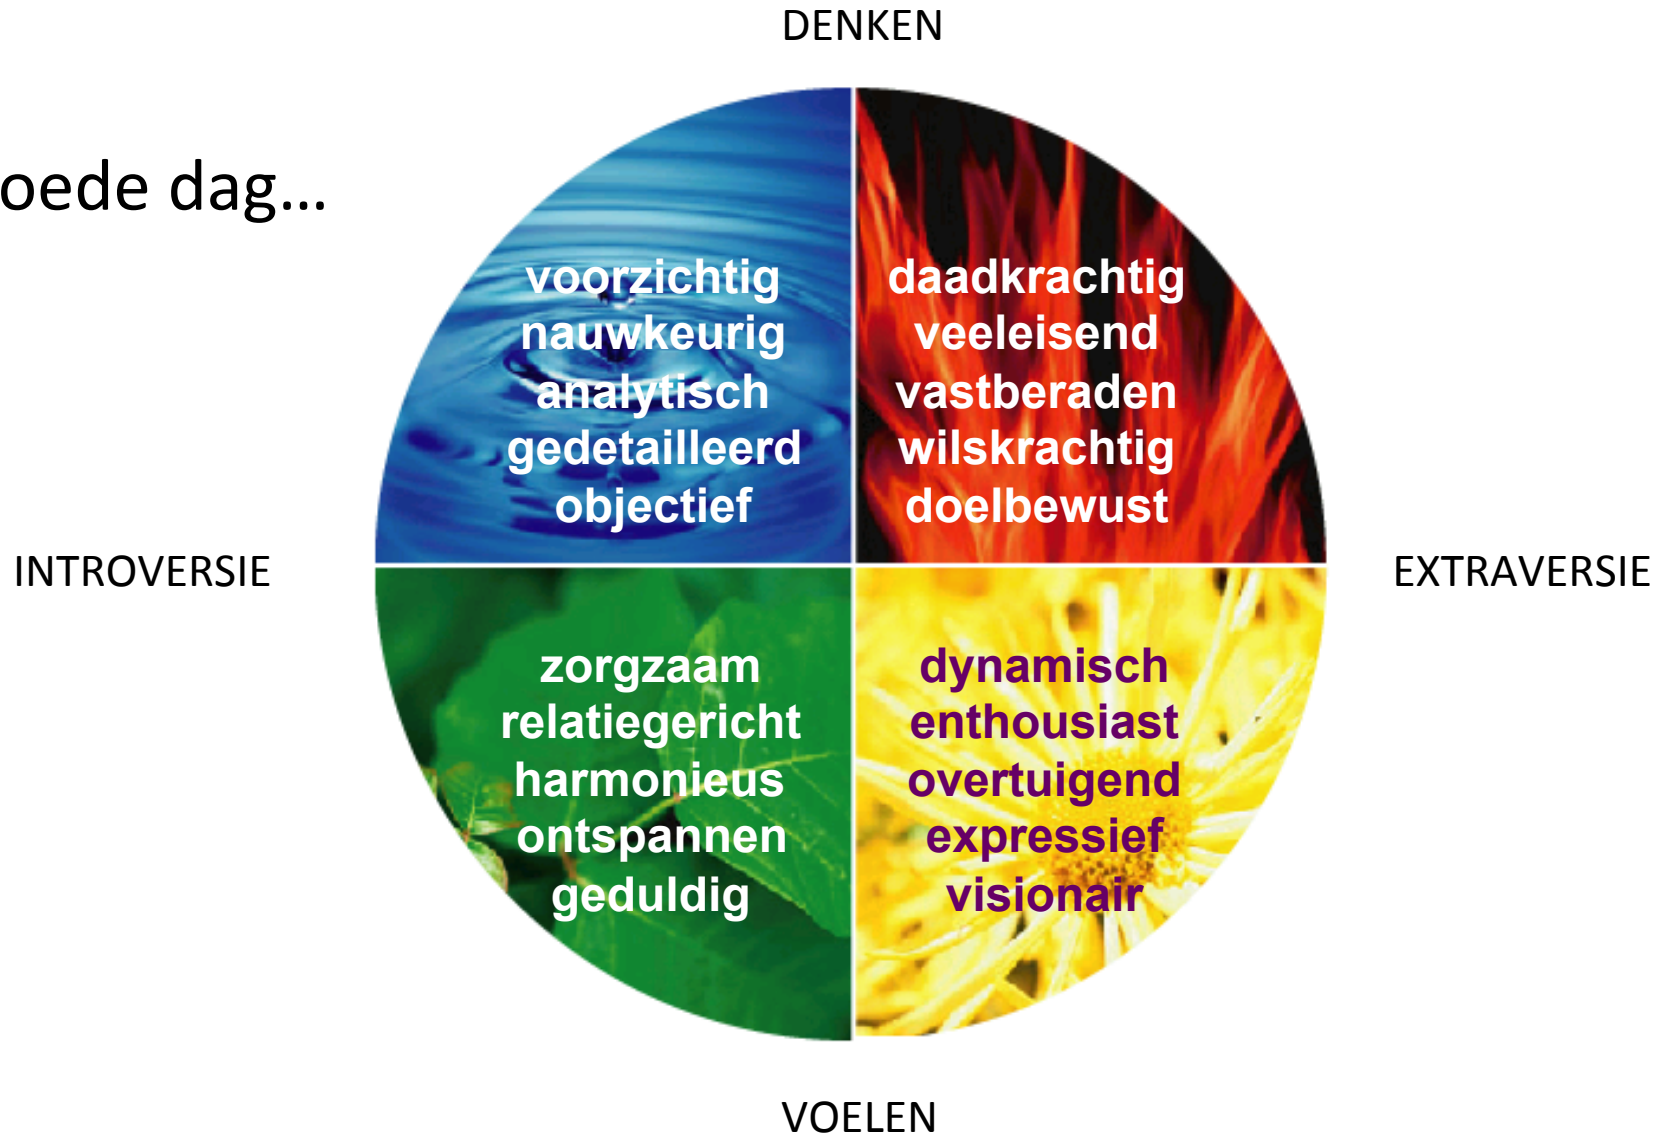 DENKEN
oede dag...
voorzichtig
nauwkeurig
analytisch
gedetailleerd
objectief
daadkrachtig
veeleisend
vastberaden
wilskrachtig
doelbewust
INTROVERSIE
EXTRAVERSIE
zorgzaam
relatiegericht
harmonieus
ontspannen
geduldig
dynamisch
enthousiast
overtuigend
expressief
visionair
VOELEN